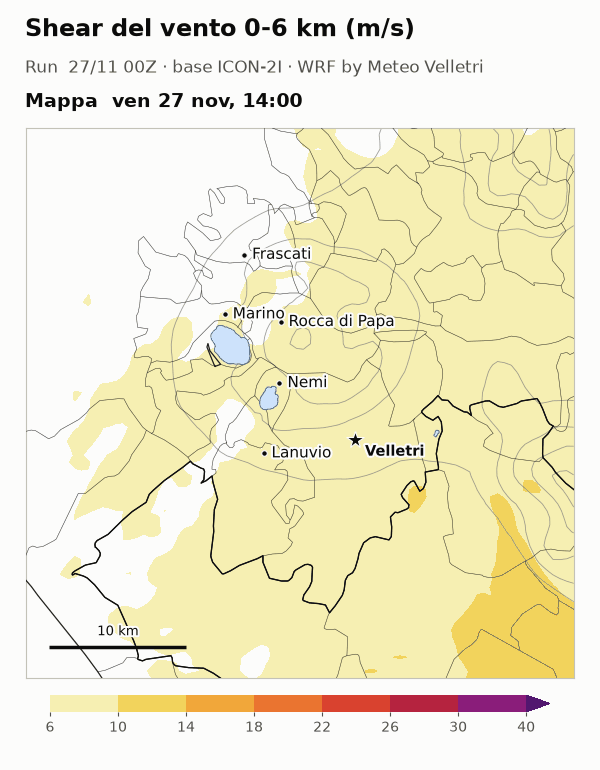 Shear del vento 0-6 km (m/s)
Run  27/11 00Z · base ICON-2I · WRF by Meteo Velletri
Mappa  ven 27 nov, 14:00
Frascati
Marino
Rocca di Papa
Nemi
Velletri
Lanuvio
10 km
6 10 14 18 22 26 30 40